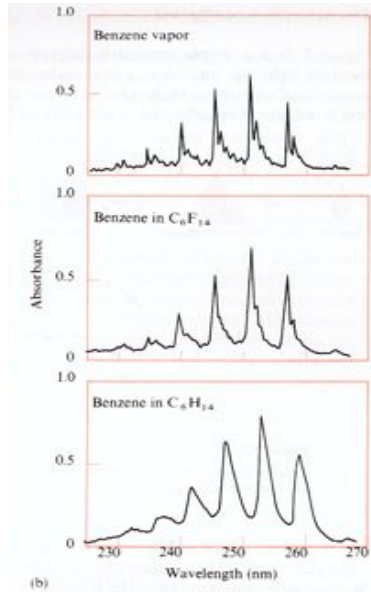 Benzene vapor
1.0
0.5
0
Benzene in C₆F₁₄
1.0
0.5
0
Absorbance
Benzene in C₆H₁₄
1.0
0.5
0
230 240 250 260 270
Wavelength (nm)
(b)